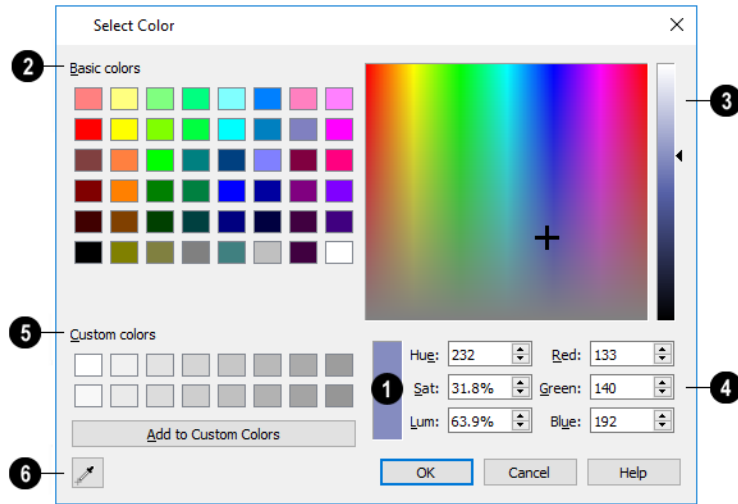 Select Color
2 Basic colors
3
5 Custom colors
Hue: 232 Red: 133
1 Sat: 31.8% Green: 140 4
Lum: 63.9% Blue: 192
Add to Custom Colors
6 OK Cancel Help